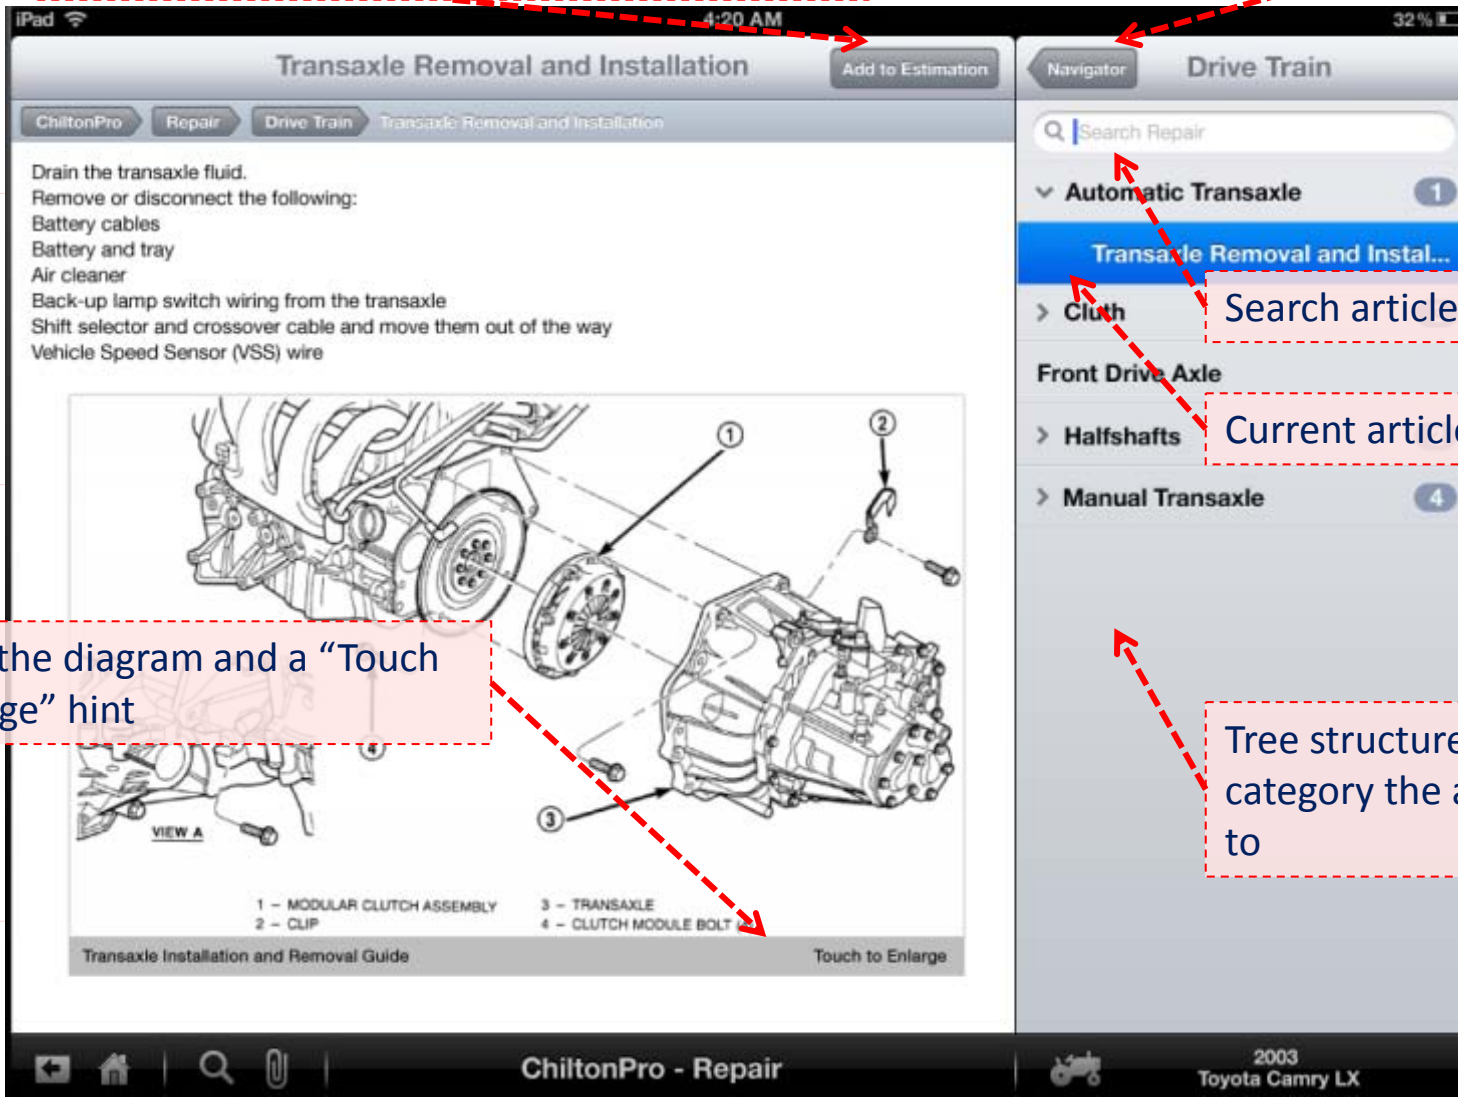 iPad
4:20 AM
32%
Transaxle Removal and Installation
Add to Estimation
Navigator
Drive Train
ChiltonPro
Repair
Drive Train
Transaxle Removal and Installation
Search Repair
Drain the transaxle fluid.
Remove or disconnect the following:
Battery cables
Battery and tray
Air cleaner
Back-up lamp switch wiring from the transaxle
Shift selector and crossover cable and move them out of the way
Vehicle Speed Sensor (VSS) wire
Automatic Transaxle
1
Transaxle Removal and Instal...
Cluth
Search article
Front Drive Axle
Halfshafts
Current article
Manual Transaxle
4
1
2
the diagram and a “Touch
ge” hint
4
3
VIEW A
Tree structure
category the a
to
1 – MODULAR CLUTCH ASSEMBLY
2 – CLIP
3 – TRANSAXLE
4 – CLUTCH MODULE BOLT
Transaxle Installation and Removal Guide
Touch to Enlarge
ChiltonPro - Repair
2003
Toyota Camry LX